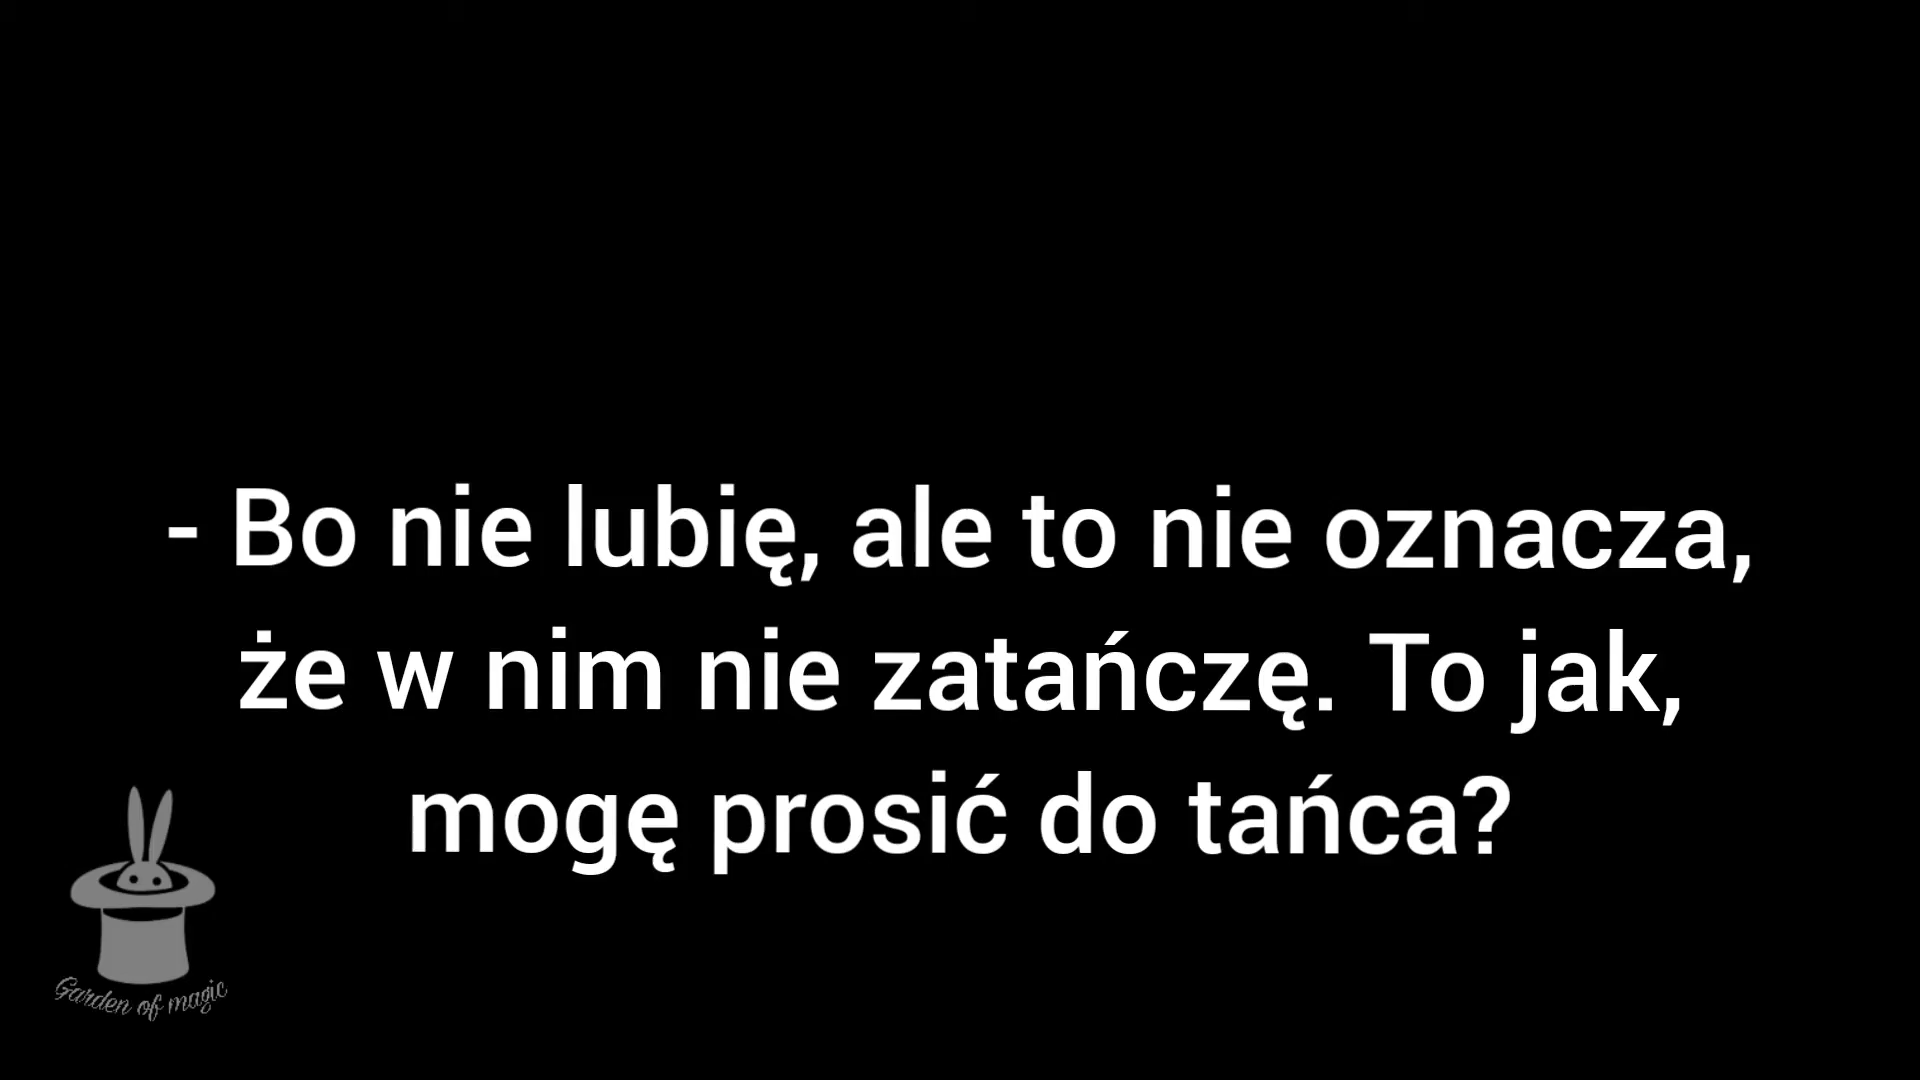 - Bo nie lubię, ale to nie oznacza,
że w nim nie zatańczę. To jak,
mogę prosić do tańca?
Garden of magic